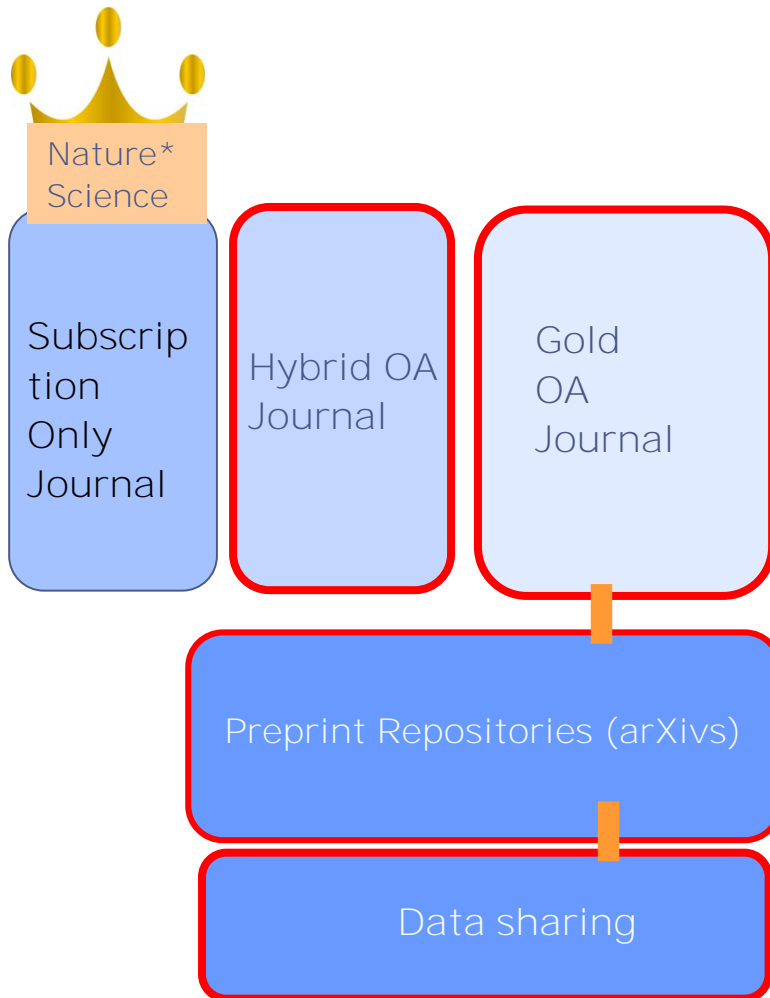 Nature*
Science
Subscrip
tion
Only
Journal
Hybrid OA
Journal
Gold
OA
Journal
Preprint Repositories (arXivs)
Data sharing